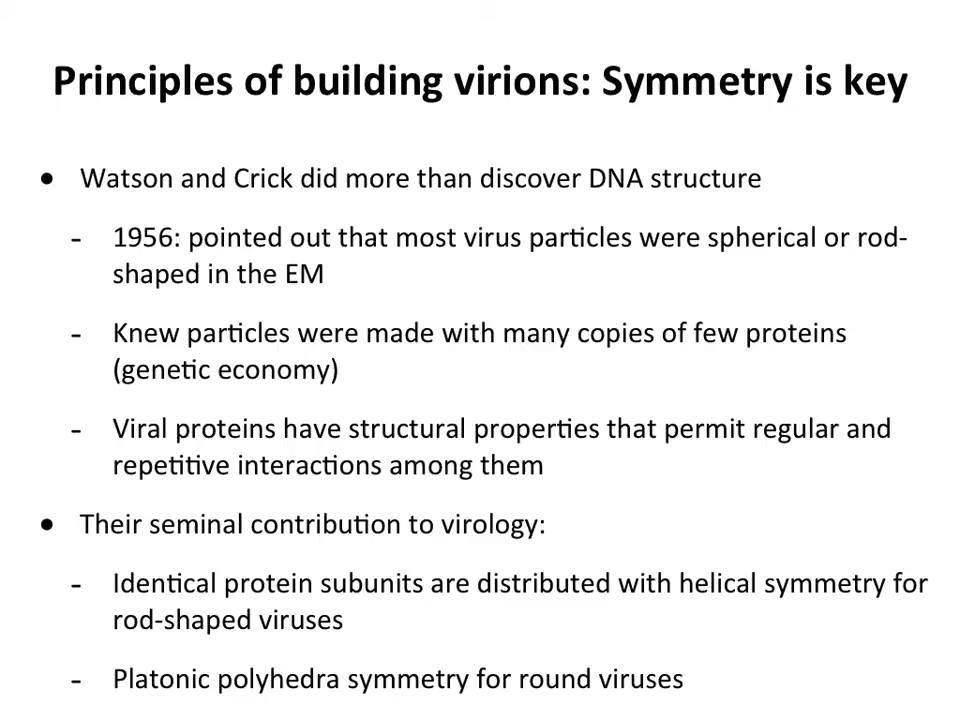 Principles of building virions: Symmetry is key
• Watson and Crick did more than discover DNA structure
- 1956: pointed out that most virus particles were spherical or rod-
shaped in the EM
- Knew particles were made with many copies of few proteins
(genetic economy)
- Viral proteins have structural properties that permit regular and
repetitive interactions among them
• Their seminal contribution to virology:
- Identical protein subunits are distributed with helical symmetry for
rod-shaped viruses
- Platonic polyhedra symmetry for round viruses